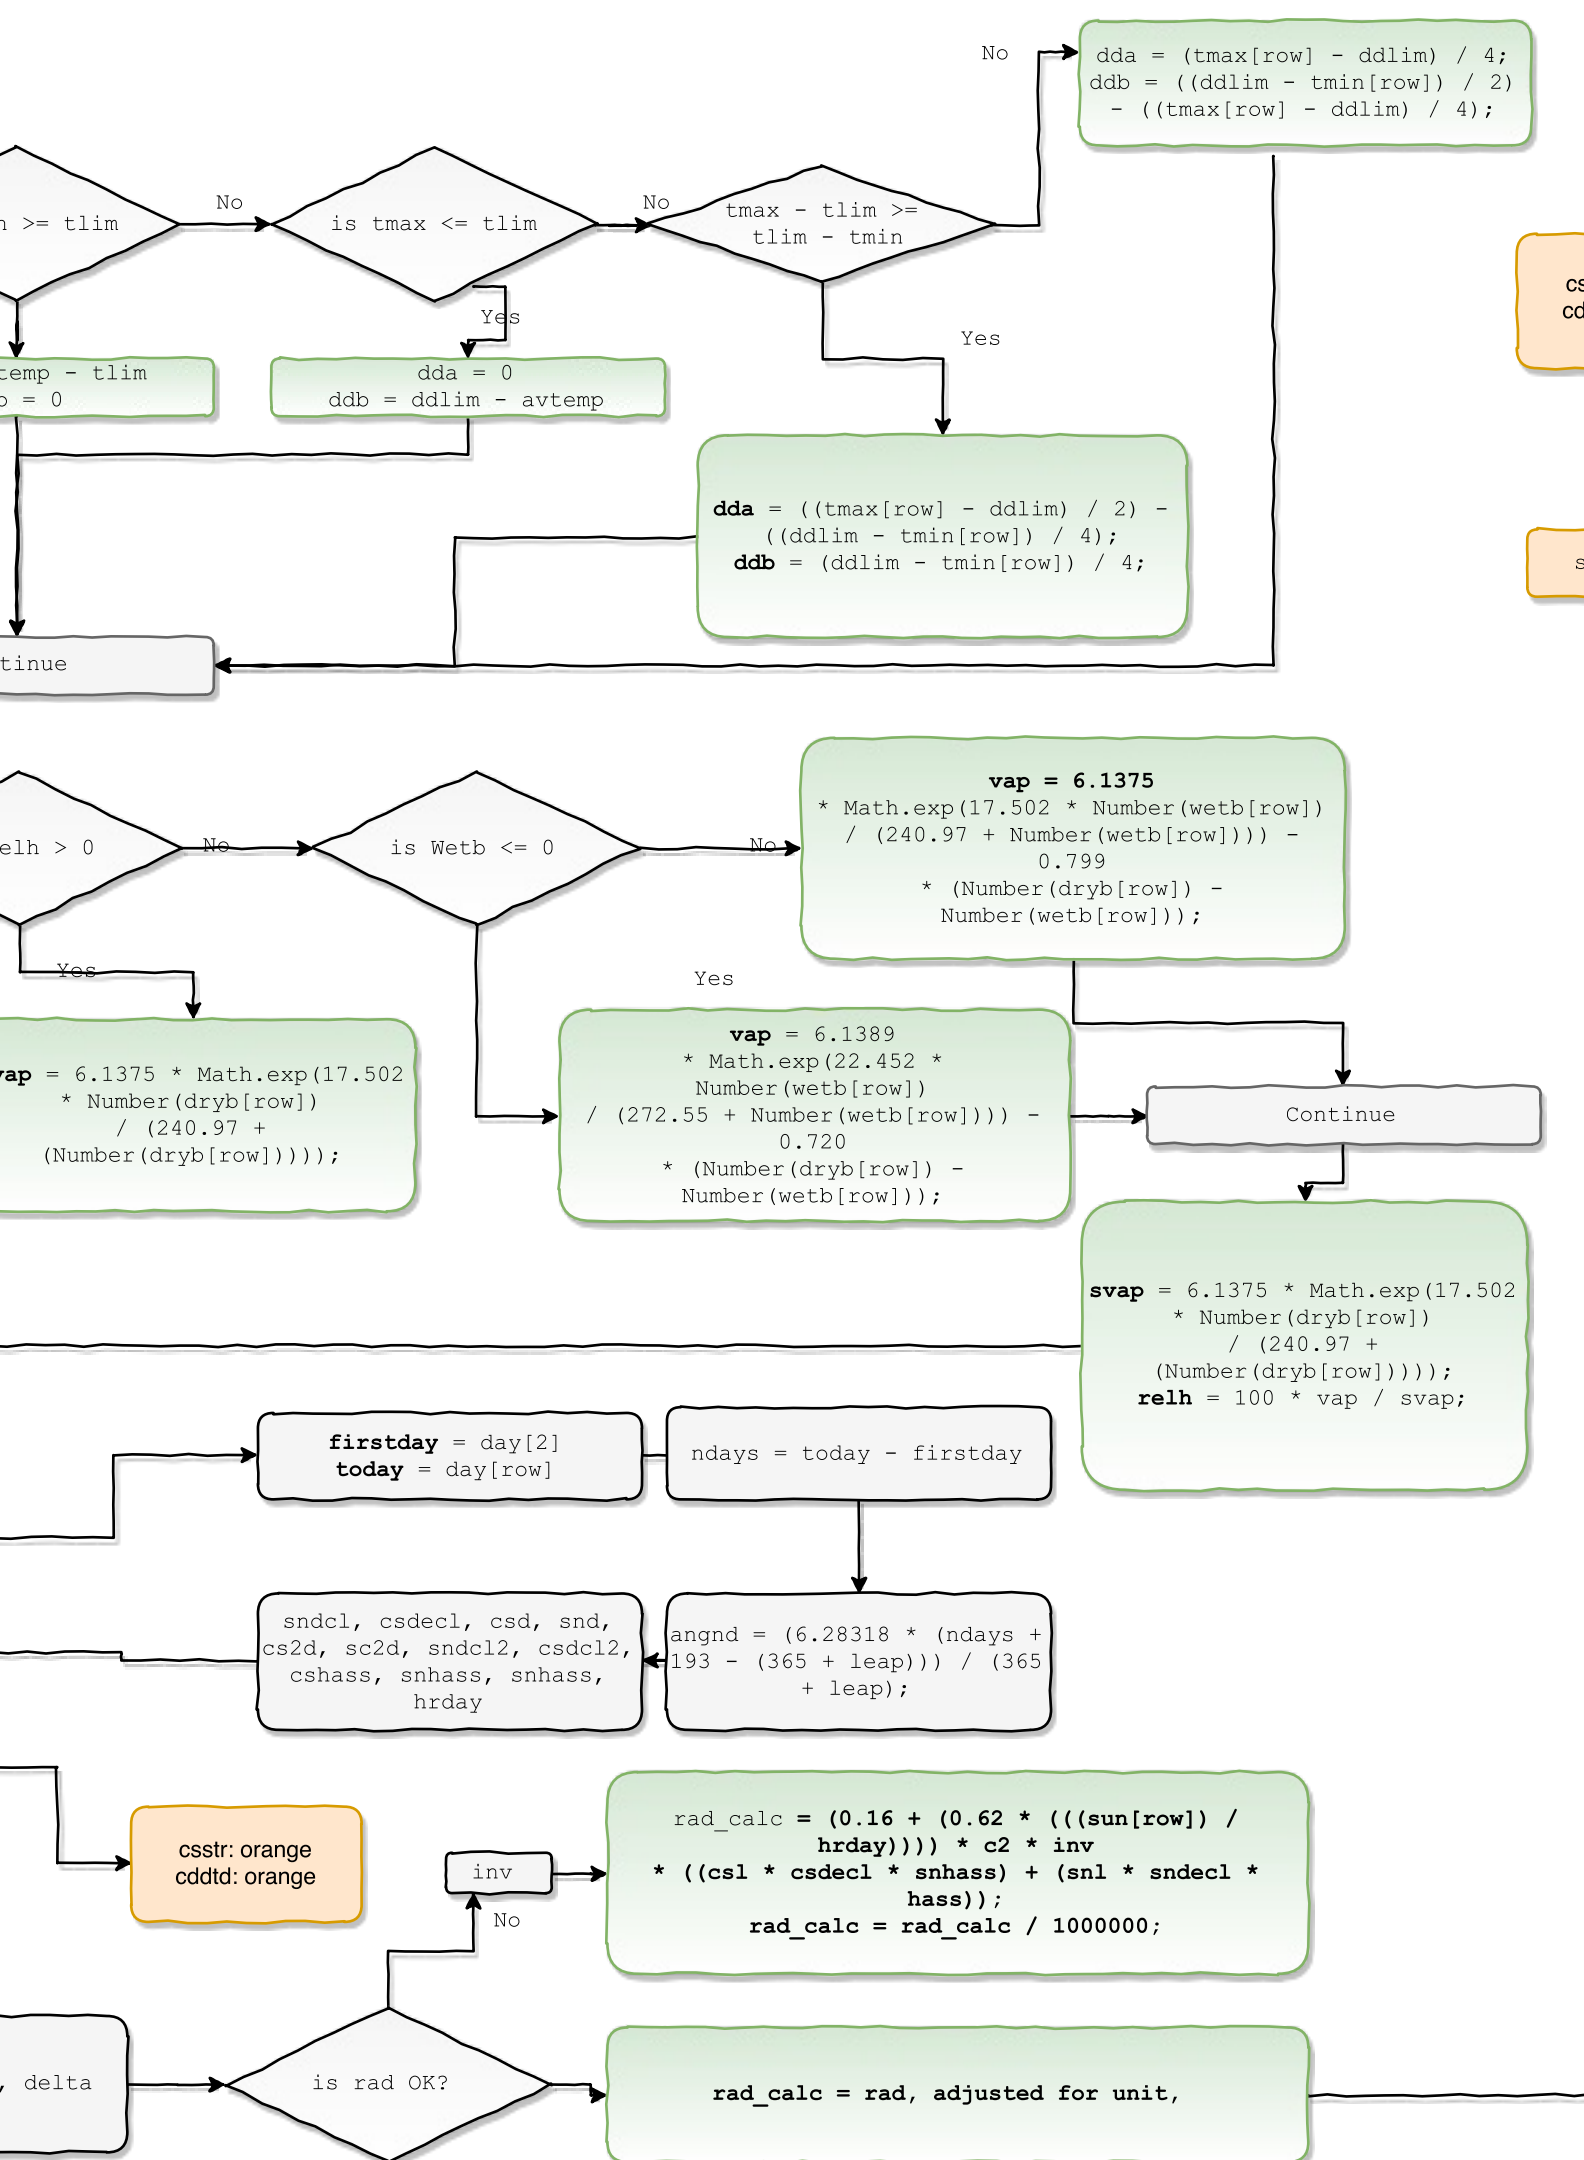 No
dda = (tmax[row] - ddlim) / 4;
ddb = ((ddlim - tmin[row]) / 2)
- ((tmax[row] - ddlim) / 4);
>= tlim
No
is tmax <= tlim
No
tmax - tlim >=
tlim - tmin
Yes
Yes
temp - tlim
= 0
dda = 0
ddb = ddlim - avtemp
dda = ((tmax[row] - ddlim) / 2) -
((ddlim - tmin[row]) / 4);
ddb = (ddlim - tmin[row]) / 4;
cs
cd
s
tinue
elh > 0
No
is Wetb <= 0
No
vap = 6.1375
* Math.exp(17.502 * Number(wetb[row])
/ (240.97 + Number(wetb[row]))) -
0.799
* (Number(dryb[row]) -
Number(wetb[row]));
Yes
Yes
vap = 6.1375 * Math.exp(17.502
* Number(dryb[row])
/ (240.97 +
(Number(dryb[row]))));
vap = 6.1389
* Math.exp(22.452 *
Number(wetb[row])
/ (272.55 + Number(wetb[row]))) -
0.720
* (Number(dryb[row]) -
Number(wetb[row]));
Continue
svap = 6.1375 * Math.exp(17.502
* Number(dryb[row])
/ (240.97 +
(Number(dryb[row]))));
relh = 100 * vap / svap;
firstday = day[2]
today = day[row]
ndays = today - firstday
sndcl, csdecl, csd, snd,
cs2d, sc2d, sndcl2, csdcl2,
cshass, snhass, snhass,
hrday
angnd = (6.28318 * (ndays +
193 - (365 + leap))) / (365
+ leap);
csstr: orange
cddtd: orange
inv
No
rad_calc = (0.16 + (0.62 * (((sun[row]) /
hrday)))) * c2 * inv
* ((csl * csdecl * snhass) + (snl * sndecl *
hass));
rad_calc = rad_calc / 1000000;
, delta
is rad OK?
rad_calc = rad, adjusted for unit,